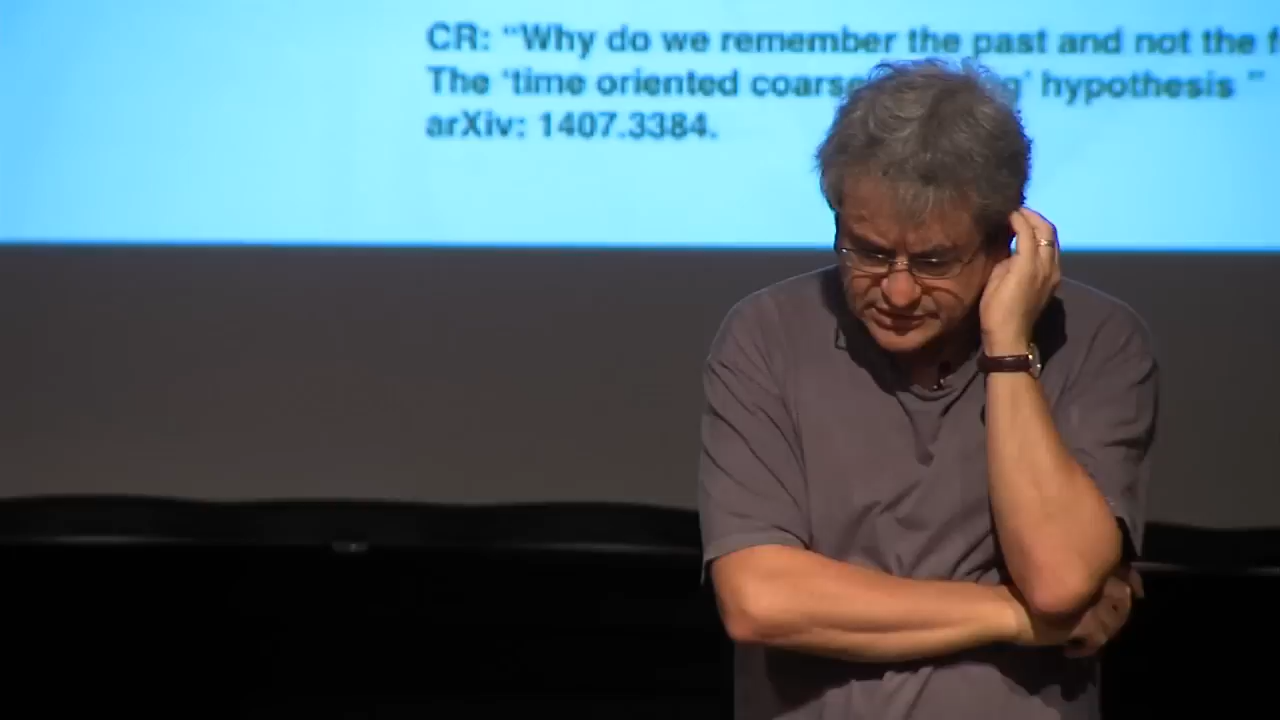 CR: “Why do we remember the past and not the
The ‘time oriented hypothesis ”
arXiv: 1407.3384.